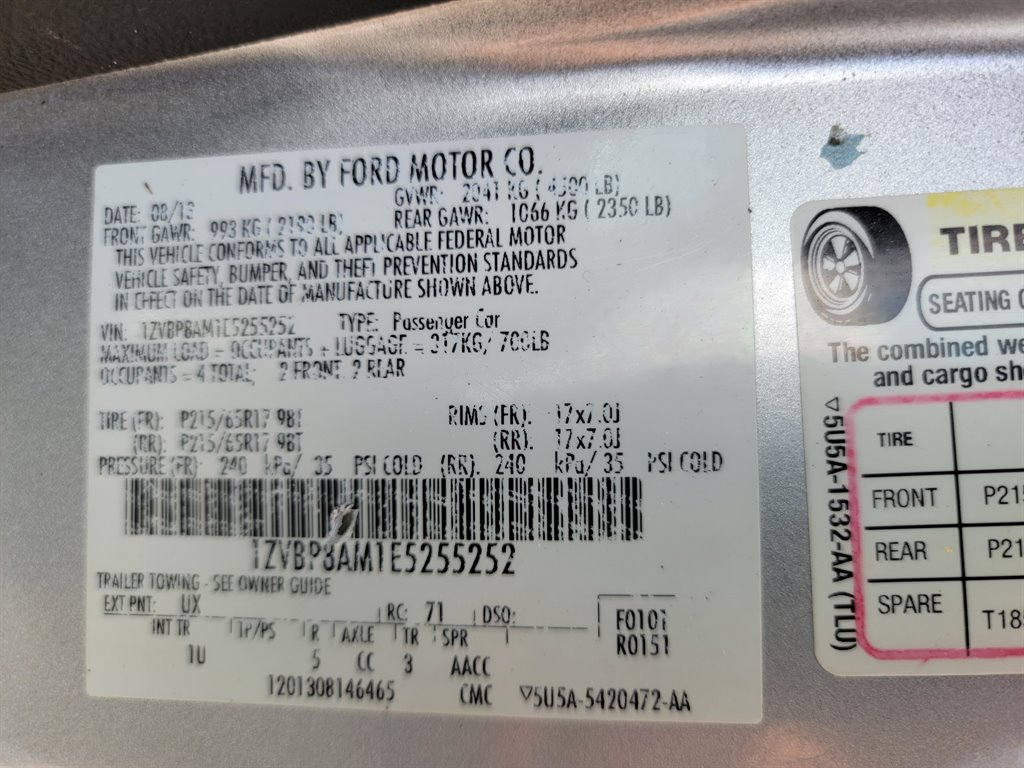 MFD. BY FORD MOTOR CO.
DATE: 08/13
GVWR: 2041 KG ( 4500 LB)
FRONT GAWR: 993 KG ( 2190 LB)
REAR GAWR: 1066 KG ( 2350 LB)
THIS VEHICLE CONFORMS TO ALL APPLICABLE FEDERAL MOTOR
VEHICLE SAFETY, BUMPER, AND THEFT PREVENTION STANDARDS
IN EFFECT ON THE DATE OF MANUFACTURE SHOWN ABOVE.
VIN: 1ZVBP8AM1E5255252 TYPE: Passenger Car
MAXIMUM LOAD = OCCUPANTS + LUGGAGE = 317KG/ 700LB
OCCUPANTS = 4 TOTAL; 2 FRONT, 2 REAR
TIRE (FR): P215/65R17 98T RIMS (FR): 17x7.0J
(RR): P215/65R17 98T (RR): 17x7.0J
PRESSURE (FR): 240 kPa/ 35 PSI COLD (RR): 240 kPa/ 35 PSI COLD
1ZVBP8AM1E5255252
TRAILER TOWING - SEE OWNER GUIDE
EXT PNT: UX RC: 71 DSO:
F0101
R0151
INT TR TP/PS R AXLE TR SPR
1U 5 CC 3 AACC
1201308146465 CMC ▽5U5A-5420472-AA
TIRE
SEATING
The combined
and cargo
▽5U5A-1532-AA (TLU)
TIRE
FRONT
REAR
SPARE